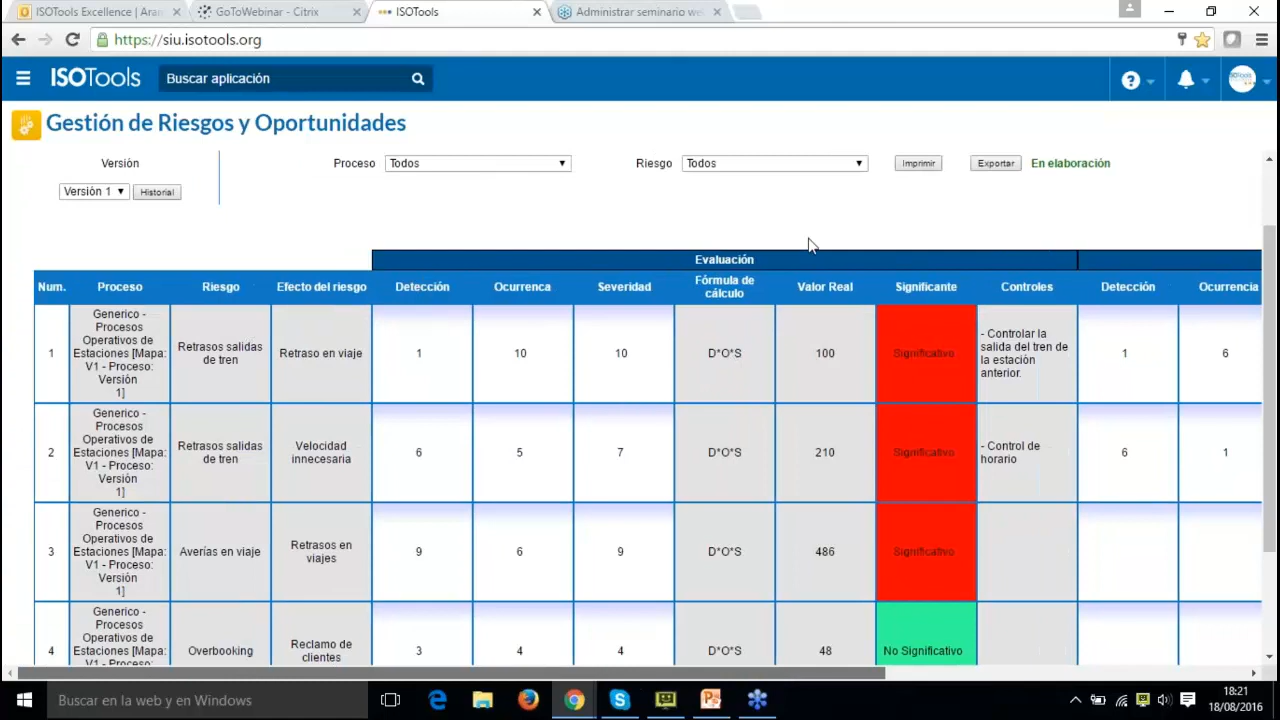 ISOTools Excellence | Aran
GoToWebinar - Citrix
ISOTools
Administrar seminario we
https://siu.isotools.org
ISOTools
Buscar aplicación
?
Gestión de Riesgos y Oportunidades
Versión
Proceso
Todos
Riesgo
Todos
Imprimir
Exportar
En elaboración
Versión 1
Historial
Evaluación
Num.
Proceso
Riesgo
Efecto del riesgo
Detección
Ocurrenca
Severidad
Fórmula de
cálculo
Valor Real
Significante
Controles
Detección
Ocurrencia
1
Generico -
Procesos
Operativos de
Estaciones [Mapa:
V1 - Proceso:
Versión
1]
Retrasos salidas
de tren
Retraso en viaje
1
10
10
D*O*S
100
Significativo
- Controlar la
salida del tren de
la estación
anterior.
1
6
2
Generico -
Procesos
Operativos de
Estaciones [Mapa:
V1 - Proceso:
Versión
1]
Retrasos salidas
de tren
Velocidad
innecesaria
6
5
7
D*O*S
210
Significativo
- Control de
horario
6
1
3
Generico -
Procesos
Operativos de
Estaciones [Mapa:
V1 - Proceso:
Versión
1]
Averías en viaje
Retrasos en
viajes
9
6
9
D*O*S
486
Significativo
4
Generico -
Procesos
Operativos de
Estaciones [Mapa:
V1 - Proceso:
Overbooking
Reclamo de
clientes
3
4
4
D*O*S
48
No Significativo
Buscar en la web y en Windows
18:21
18/08/2016